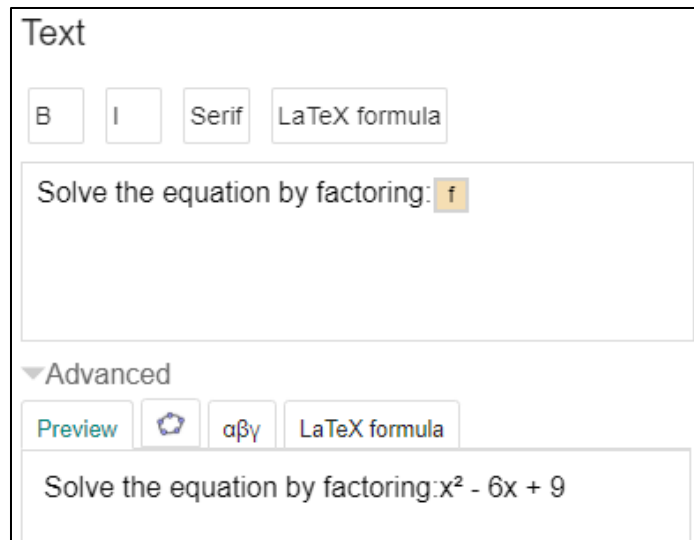 Text
B I Serif LaTeX formula
Solve the equation by factoring: f
Advanced
Preview αβγ LaTeX formula
Solve the equation by factoring:x² - 6x + 9